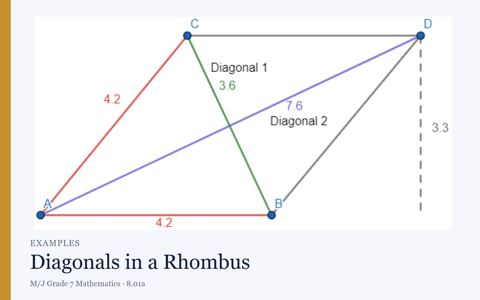 C
D
Diagonal 1
3.6
4.2
7.6
Diagonal 2
3.3
A
B
4.2
EXAMPLES
Diagonals in a Rhombus
M/J Grade 7 Mathematics · 8.01a